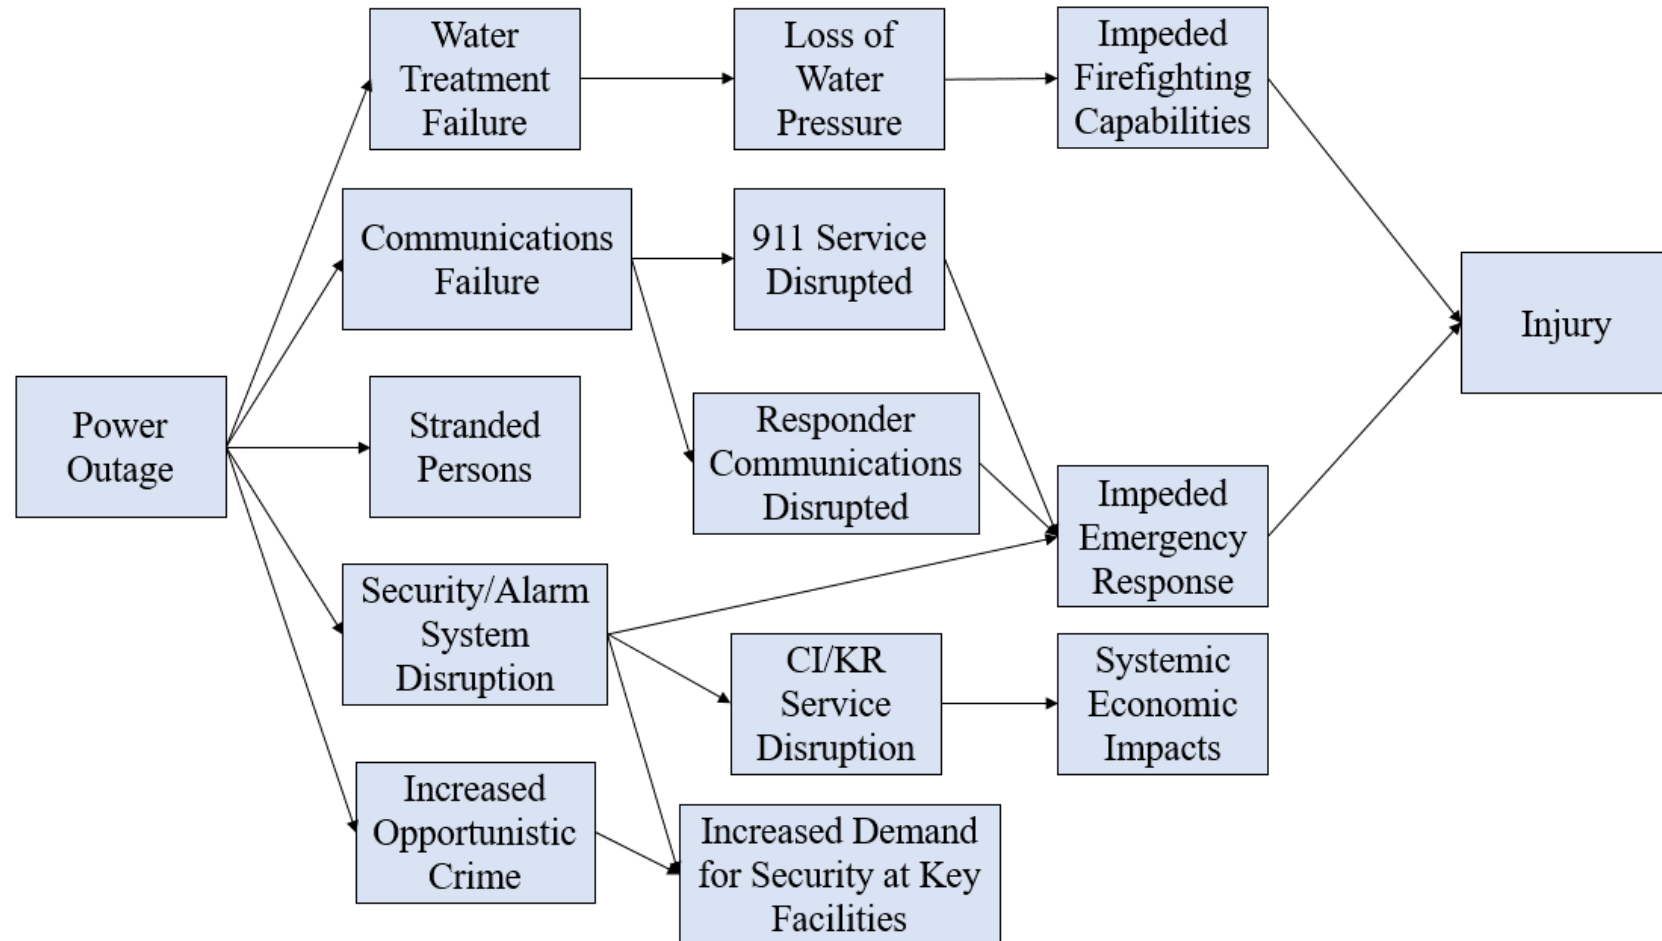 Water
Treatment
Failure
Loss of
Water
Pressure
Impeded
Firefighting
Capabilities
Communications
Failure
911 Service
Disrupted
Injury
Power
Outage
Stranded
Persons
Responder
Communications
Disrupted
Impeded
Emergency
Response
Security/Alarm
System
Disruption
CI/KR
Service
Disruption
Systemic
Economic
Impacts
Increased
Opportunistic
Crime
Increased Demand
for Security at Key
Facilities